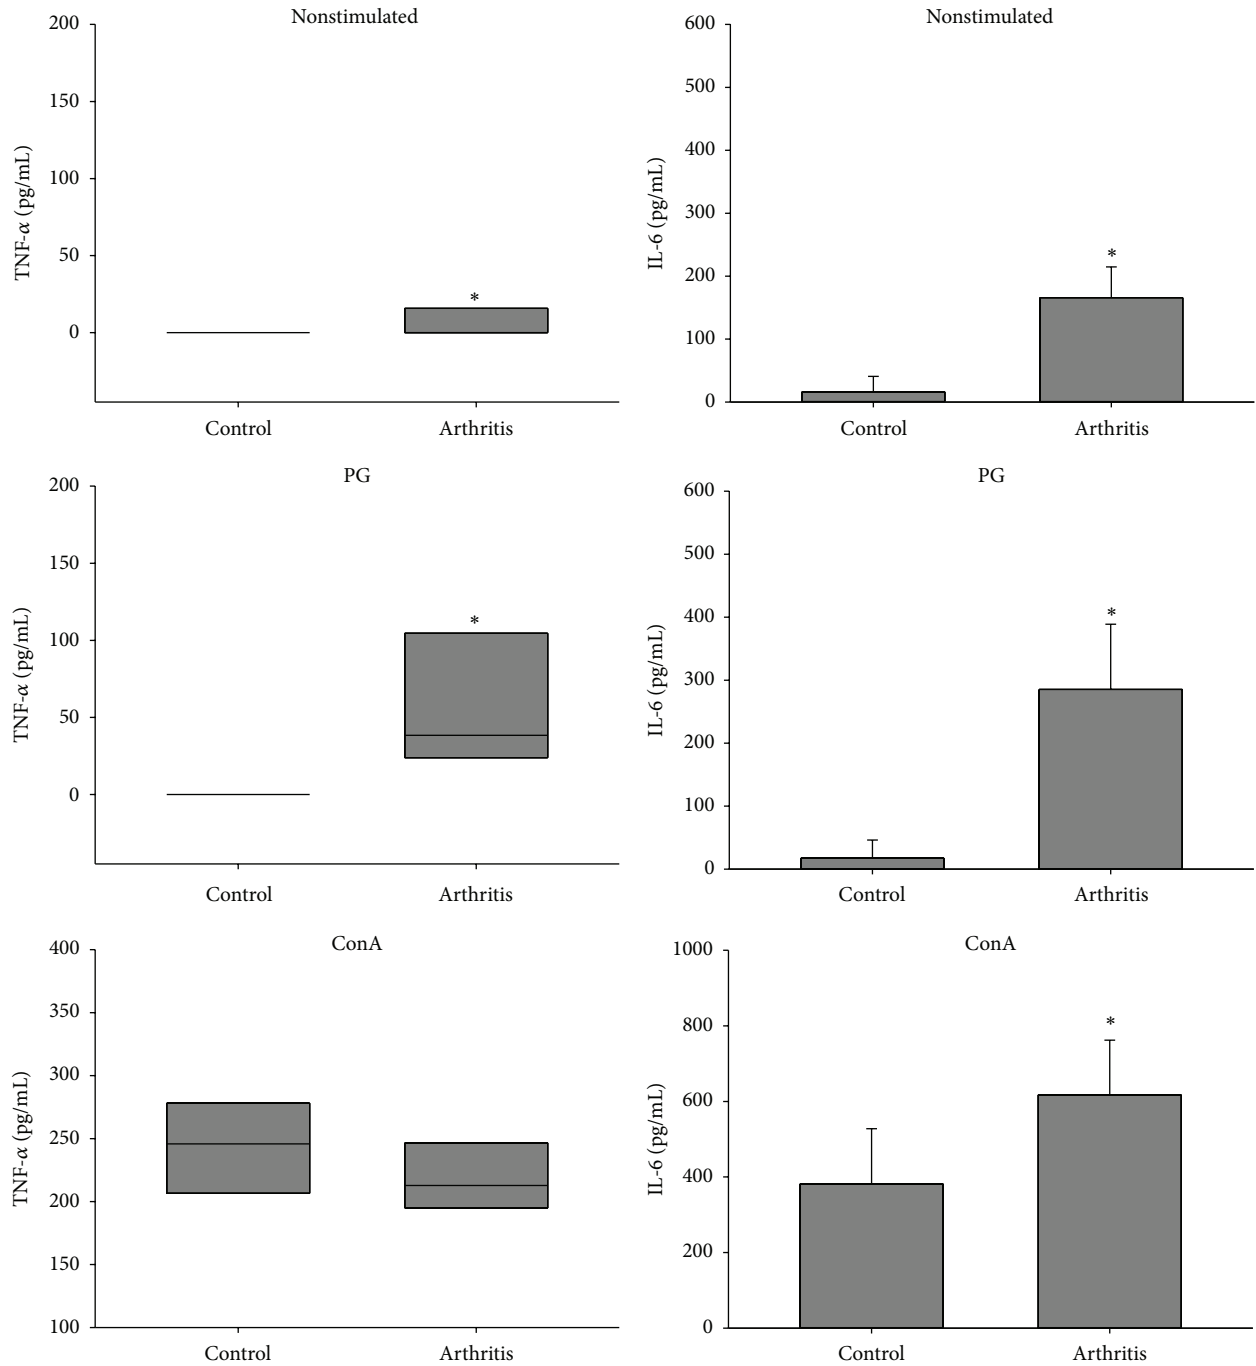 Nonstimulated
200
150
100
50
0
TNF-α (pg/mL)
*
Control
Arthritis
Nonstimulated
600
500
400
300
200
100
0
IL-6 (pg/mL)
*
Control
Arthritis
PG
200
150
100
50
0
TNF-α (pg/mL)
*
Control
Arthritis
PG
600
500
400
300
200
100
0
IL-6 (pg/mL)
*
Control
Arthritis
ConA
400
350
300
250
200
150
100
TNF-α (pg/mL)
Control
Arthritis
ConA
1000
800
600
400
200
0
IL-6 (pg/mL)
*
Control
Arthritis